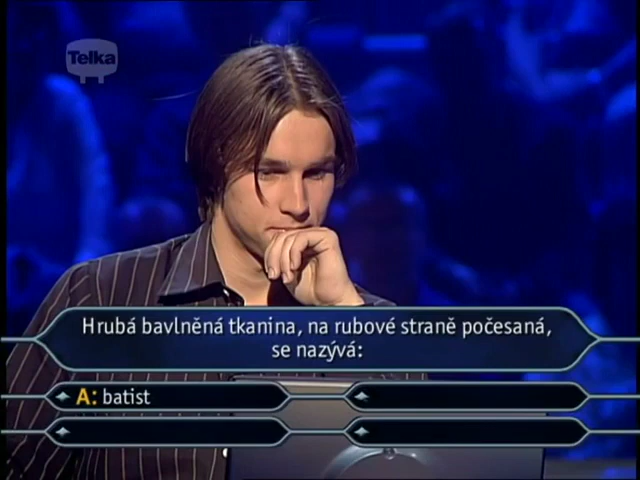 Telka
Hrubá bavlněná tkanina, na rubové straně počesaná,
se nazývá:
A: batist